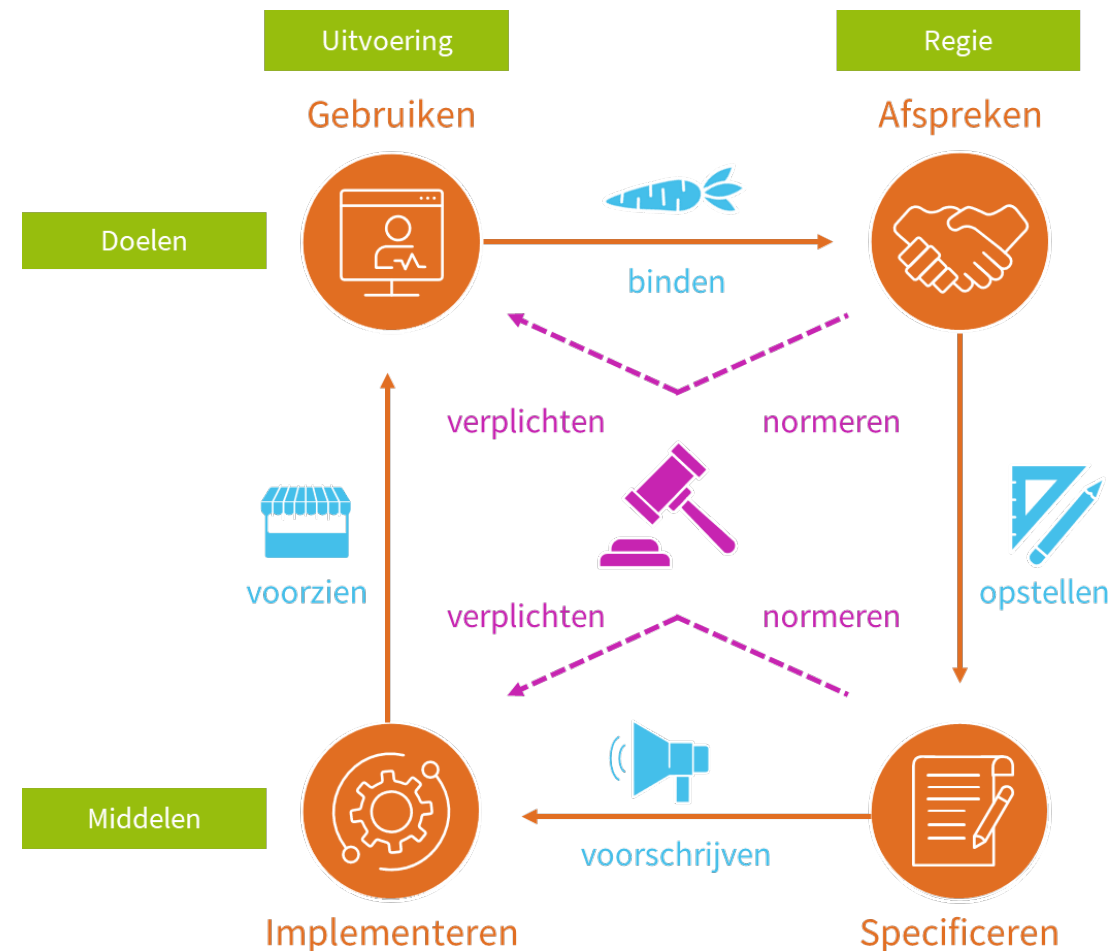 Uitvoering
Regie
Gebruiken
Afspreken
Doelen
binden
verplichten
normeren
voorzien
opstellen
verplichten
normeren
Middelen
voorschrijven
Implementeren
Specificeren